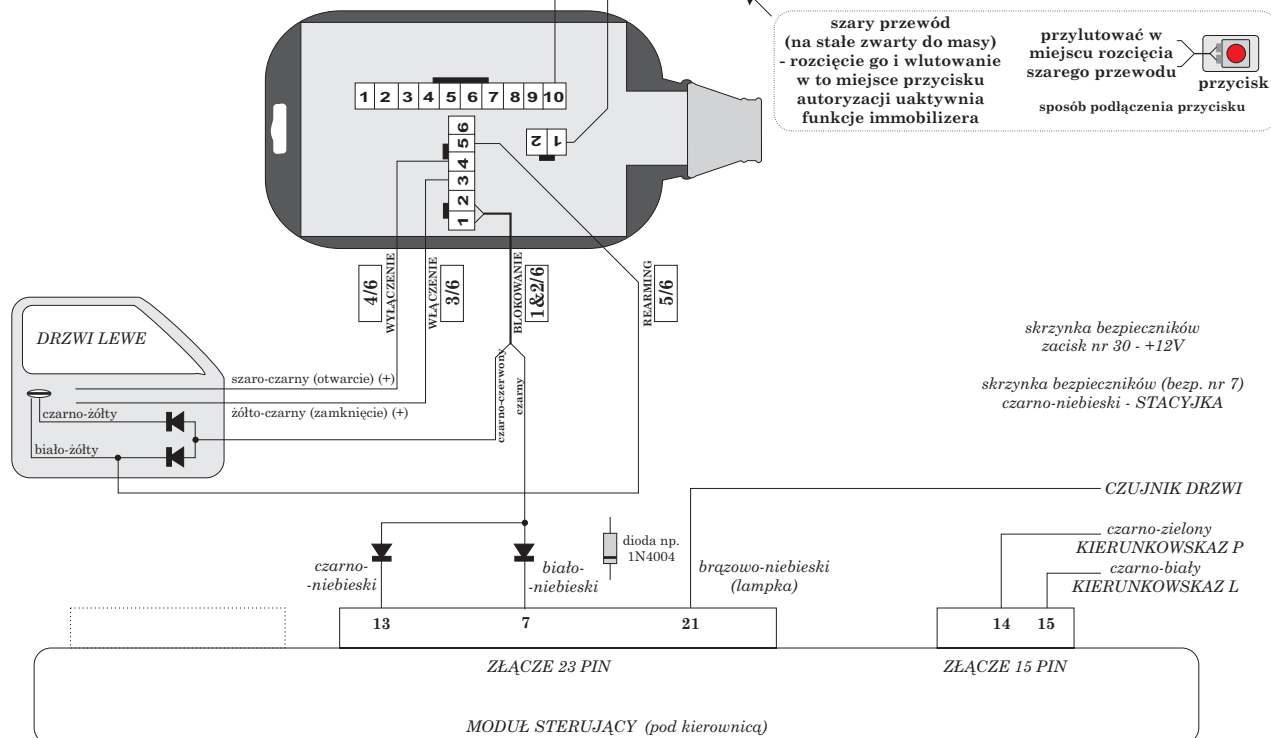 szary przewód
(na stałe zwarty do masy)
- rozcięcie go i wlutowanie
w to miejsce przycisku
autoryzacji uaktywnia
funkcje immobilizera
przylutować w
miejscu rozcięcia
szarego przewodu
przycisk
sposób podłączenia przycisku
1 2 3 4 5 6 7 8 9 10
1 2 3 4 5 6
2 1
4/6
WYŁĄCZENIE
3/6
WŁĄCZENIE
BLOKOWANIE
1&2/6
REARMING
5/6
DRZWI LEWE
szaro-czarny (otwarcie) (+)
żółto-czarny (zamknięcie) (+)
czarno-żółty
biało-żółty
czarno-czerwony
czarny
skrzynka bezpieczników
zacisk nr 30 - +12V
skrzynka bezpieczników (bezp. nr 7)
czarno-niebieski - STACYJKA
CZUJNIK DRZWI
czarno-zielony
KIERUNKOWSKAZ P
czarno-biały
KIERUNKOWSKAZ L
dioda np.
1N4004
czarno-
-niebieski
biało-
-niebieski
brązowo-niebieski
(lampka)
13 7 21
14 15
ZŁĄCZE 23 PIN
ZŁĄCZE 15 PIN
MODUŁ STERUJĄCY (pod kierownicą)